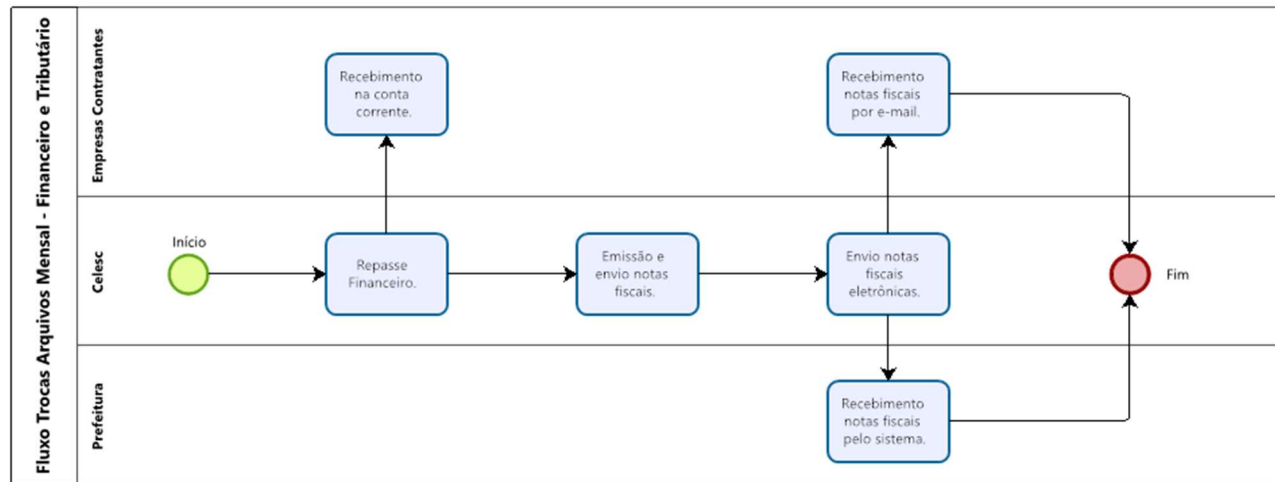 Fluxo Trocas Arquivos Mensal - Financeiro e Tributário
Empresas Contratantes
Recebimento
na conta
corrente.
Recebimento
notas fiscais
por e-mail.
Celesc
Início
Repasse
Financeiro.
Emissão e
envio notas
fiscais.
Envio notas
fiscais
eletrônicas.
Fim
Prefeitura
Recebimento
notas fiscais
pelo sistema.